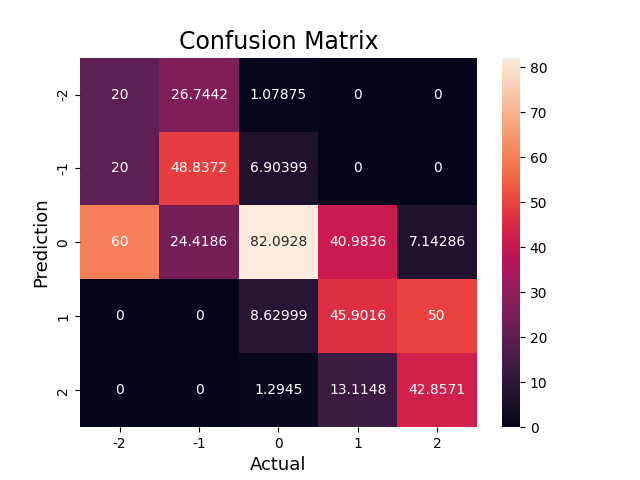 Confusion Matrix
-2 20 26.7442 1.07875 0 0
-1 20 48.8372 6.90399 0 0
0 60 24.4186 82.0928 40.9836 7.14286
1 0 0 8.62999 45.9016 50
2 0 0 1.2945 13.1148 42.8571
-2 -1 0 1 2
Prediction
Actual
80
70
60
50
40
30
20
10
0